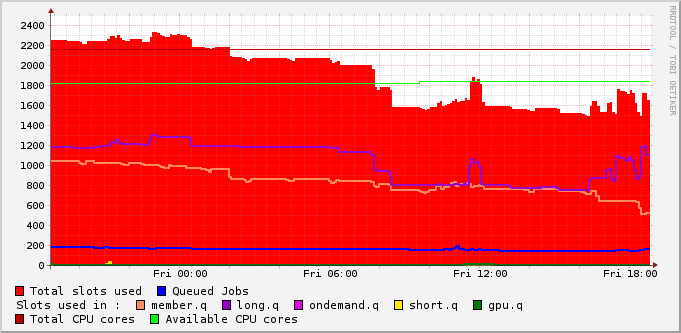 RRDTOOL / TOBI OETIKER
2400
2200
2000
1800
1600
1400
1200
1000
800
600
400
200
0
Fri 00:00 Fri 06:00 Fri 12:00 Fri 18:00
Total slots used Queued Jobs
Slots used in : member.q long.q ondemand.q short.q gpu.q
Total CPU cores Available CPU cores